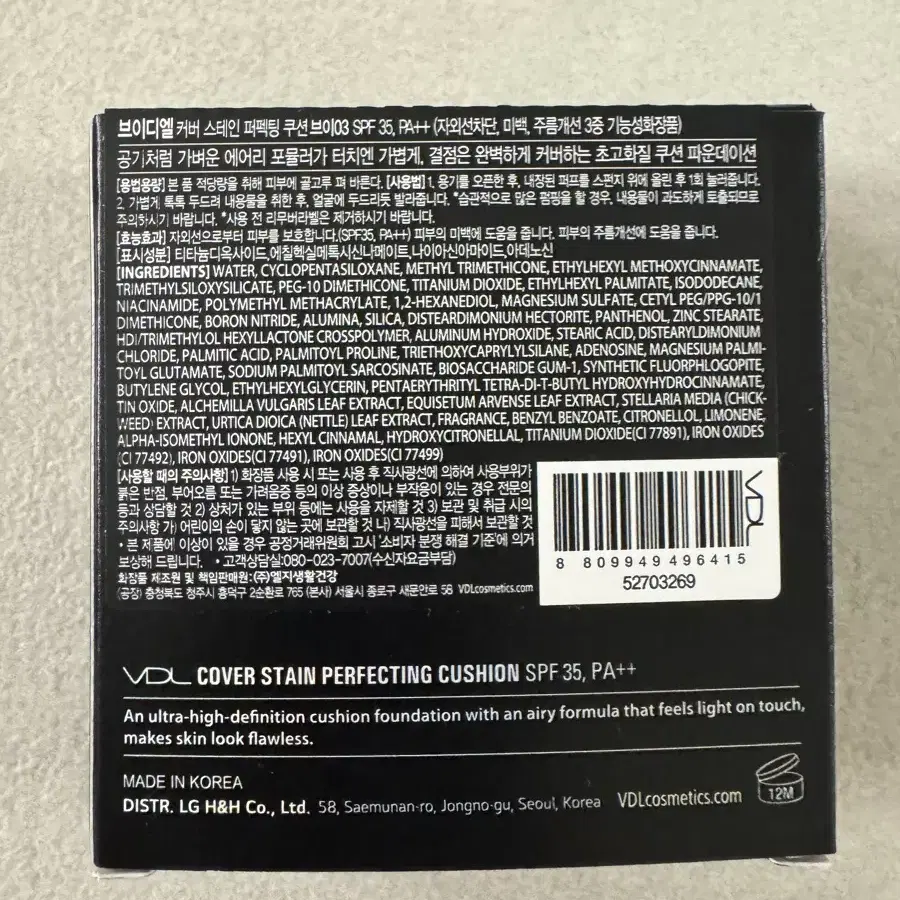 브이디엘 커버 스테인 퍼펙팅 쿠션 브이03 SPF 35, PA++ (자외선차단, 미백, 주름개선 3중 기능성화장품)
공기처럼 가벼운 에어리 포뮬러가 터치엔 가볍게, 결점은 완벽하게 커버하는 초고화질 쿠션 파운데이션
[용법용량] 본 품 적당량을 취해 피부에 골고루 펴 바른다. [사용법] 1. 용기를 오픈한 후, 내장된 퍼프를 스펀지 위에 올린 후 1회 눌러줍니다.
2. 가볍게 톡톡 두드려 내용물을 취한 후, 얼굴에 두드리듯 발라줍니다. *습관적으로 많은 펌핑을 할 경우, 내용물이 과도하게 토출되므로
주의하시기 바랍니다. *사용 전 리무버라벨은 제거하시기 바랍니다.
[효능효과] 자외선으로부터 피부를 보호합니다.(SPF35, PA++) 피부의 미백에 도움을 줍니다. 피부의 주름개선에 도움을 줍니다.
[표시성분] 티타늄디옥사이드,에칠헥실메톡시신나메이트,나이아신아마이드,아데노신
[INGREDIENTS] WATER, CYCLOPENTASILOXANE, METHYL TRIMETHICONE, ETHYLHEXYL METHOXYCINNAMATE,
TRIMETHYLSILOXYSILICATE, PEG-10 DIMETHICONE, TITANIUM DIOXIDE, ETHYLHEXYL PALMITATE, ISODODECANE,
NIACINAMIDE, POLYMETHYL METHACRYLATE, 1,2-HEXANEDIOL, MAGNESIUM SULFATE, CETYL PEG/PPG-10/1
DIMETHICONE, BORON NITRIDE, ALUMINA, SILICA, DISTEARDIMONIUM HECTORITE, PANTHENOL, ZINC STEARATE,
HDI/TRIMETHYLOL HEXYLLACTONE CROSSPOLYMER, ALUMINUM HYDROXIDE, STEARIC ACID, DISTEARYLDIMONIUM
CHLORIDE, PALMITIC ACID, PALMITOYL PROLINE, TRIETHOXYCAPRYLYLSILANE, ADENOSINE, MAGNESIUM PALMI-
TOYL GLUTAMATE, SODIUM PALMITOYL SARCOSINATE, BIOSACCHARIDE GUM-1, SYNTHETIC FLUORPHLOGOPITE,
BUTYLENE GLYCOL, ETHYLHEXYLGLYCERIN, PENTAERYTHRITYL TETRA-DI-T-BUTYL HYDROXYHYDROCINNAMATE,
TIN OXIDE, ALCHEMILLA VULGARIS LEAF EXTRACT, EQUISETUM ARVENSE LEAF EXTRACT, STELLARIA MEDIA (CHICK-
WEED) EXTRACT, URTICA DIOICA (NETTLE) LEAF EXTRACT, FRAGRANCE, BENZYL BENZOATE, CITRONELLOL, LIMONENE,
ALPHA-ISOMETHYL IONONE, HEXYL CINNAMAL, HYDROXYCITRONELLAL, TITANIUM DIOXIDE(CI 77891), IRON OXIDES
(CI 77492), IRON OXIDES(CI 77491), IRON OXIDES(CI 77499)
[사용할 때의 주의사항] 1) 화장품 사용 시 또는 사용 후 직사광선에 의하여 사용부위가
붉은 반점, 부어오름 또는 가려움증 등의 이상 증상이나 부작용이 있는 경우 전문의
등과 상담할 것 2) 상처가 있는 부위 등에는 사용을 자제할 것 3) 보관 및 취급 시의
주의사항 가) 어린이의 손이 닿지 않는 곳에 보관할 것 나) 직사광선을 피해서 보관할 것
• 본 제품에 이상이 있을 경우 공정거래위원회 고시 '소비자 분쟁 해결 기준'에 의거
보상해 드립니다. • 고객상담실:080-023-7007(수신자요금부담)
화장품 제조원 및 책임판매원: (주)엘지생활건강
(공장) 충청북도 청주시 흥덕구 2순환로 765 (본사) 서울시 종로구 새문안로 58 VDLcosmetics.com
VDL
8 809949 496415
52703269
VDL COVER STAIN PERFECTING CUSHION SPF 35, PA++
An ultra-high-definition cushion foundation with an airy formula that feels light on touch,
makes skin look flawless.
MADE IN KOREA
DISTR. LG H&H Co., Ltd. 58, Saemunan-ro, Jongno-gu, Seoul, Korea VDLcosmetics.com
12M